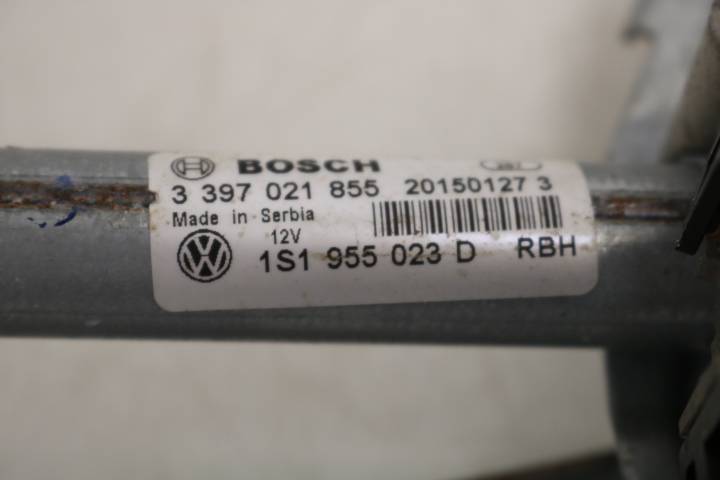 BOSCH
3 397 021 855 20150127 3
Made in Serbia
12V
1S1 955 023 D RBH